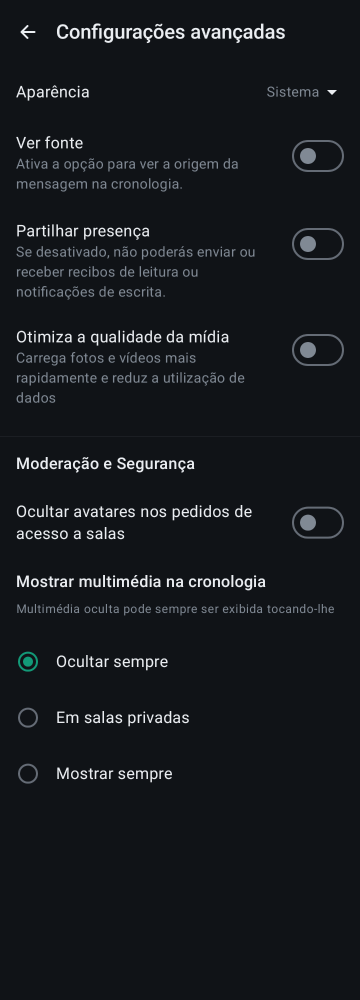 Configurações avançadas
Aparência
Sistema
Ver fonte
Ativa a opção para ver a origem da
mensagem na cronologia.
Partilhar presença
Se desativado, não poderás enviar ou
receber recibos de leitura ou
notificações de escrita.
Otimiza a qualidade da mídia
Carrega fotos e vídeos mais
rapidamente e reduz a utilização de
dados
Moderação e Segurança
Ocultar avatares nos pedidos de
acesso a salas
Mostrar multimédia na cronologia
Multimédia oculta pode sempre ser exibida tocando-lhe
Ocultar sempre
Em salas privadas
Mostrar sempre